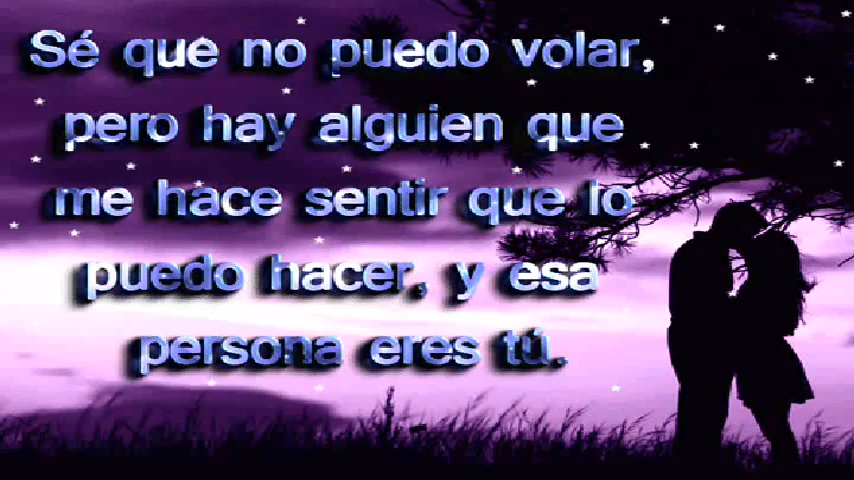 Sé que no puedo volar,
pero hay alguien que
me hace sentir que lo
puedo hacer, y esa
persona eres tú.